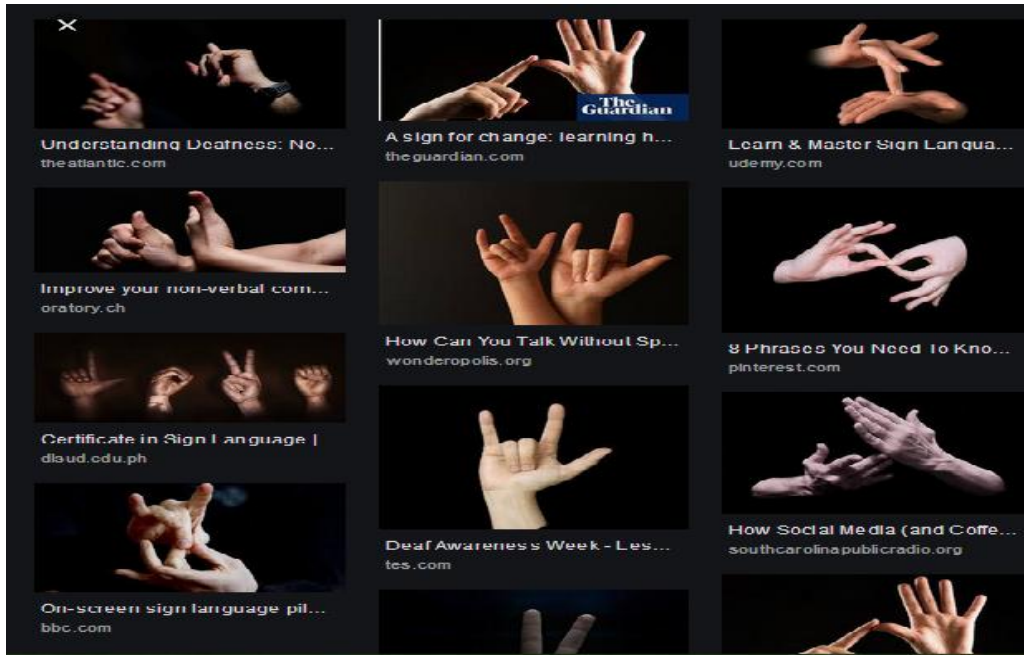 Understanding Deafness: No...
theatlantic.com
Improve your non-verbal com...
oratory.ch
Certificate in Sign Language |
dlsud.edu.ph
On-screen sign language pil...
bbc.com
The
Guardian
A sign for change: learning h...
theguardian.com
How Can You Talk Without Sp...
wonderopolis.org
Deaf Awareness Week - Les...
tes.com
Learn & Master Sign Langua...
udemy.com
8 Phrases You Need To Kno...
pinterest.com
How Social Media (and Coffe...
southcarolinapublicradio.org